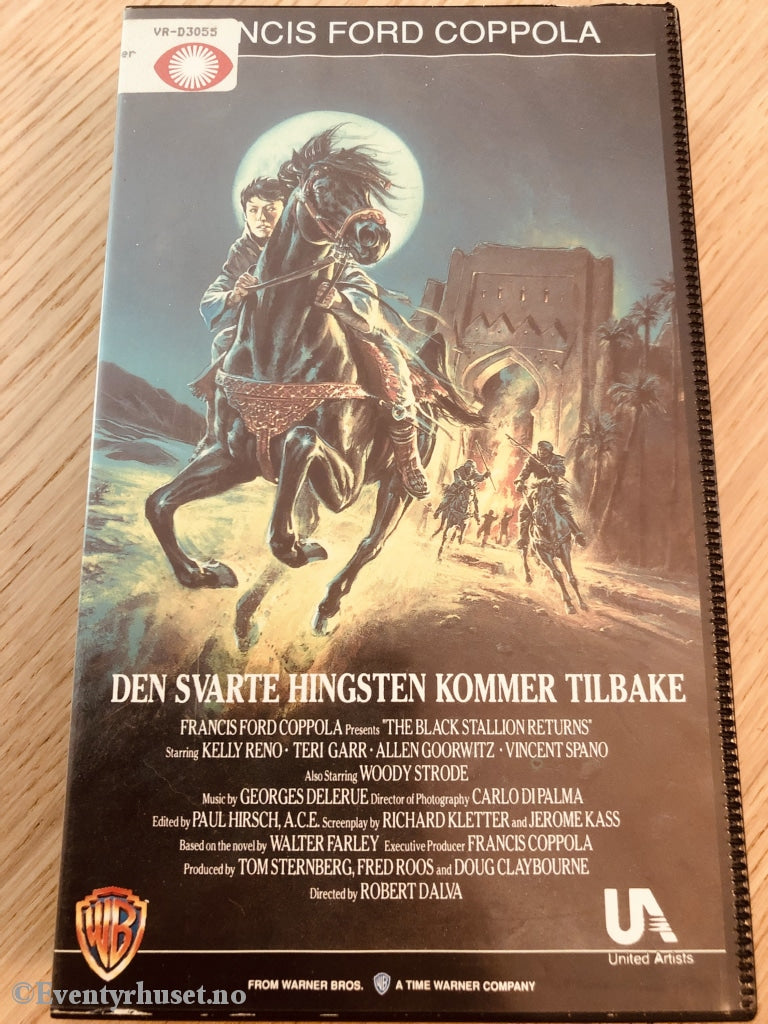 VR-D3055
er
NCIS FORD COPPOLA
DEN SVARTE HINGSTEN KOMMER TILBAKE
FRANCIS FORD COPPOLA Presents "THE BLACK STALLION RETURNS"
Starring KELLY RENO · TERI GARR · ALLEN GOORWITZ · VINCENT SPANO
Also Starring WOODY STRODE
Music by GEORGES DELERUE Director of Photography CARLO DI PALMA
Edited by PAUL HIRSCH, A.C.E. Screenplay by RICHARD KLETTER and JEROME KASS
Based on the novel by WALTER FARLEY Executive Producer FRANCIS COPPOLA
Produced by TOM STERNBERG, FRED ROOS and DOUG CLAYBOURNE
Directed by ROBERT DALVA
WB
UA
United Artists
FROM WARNER BROS. WB A TIME WARNER COMPANY
©Eventyrhuset.no